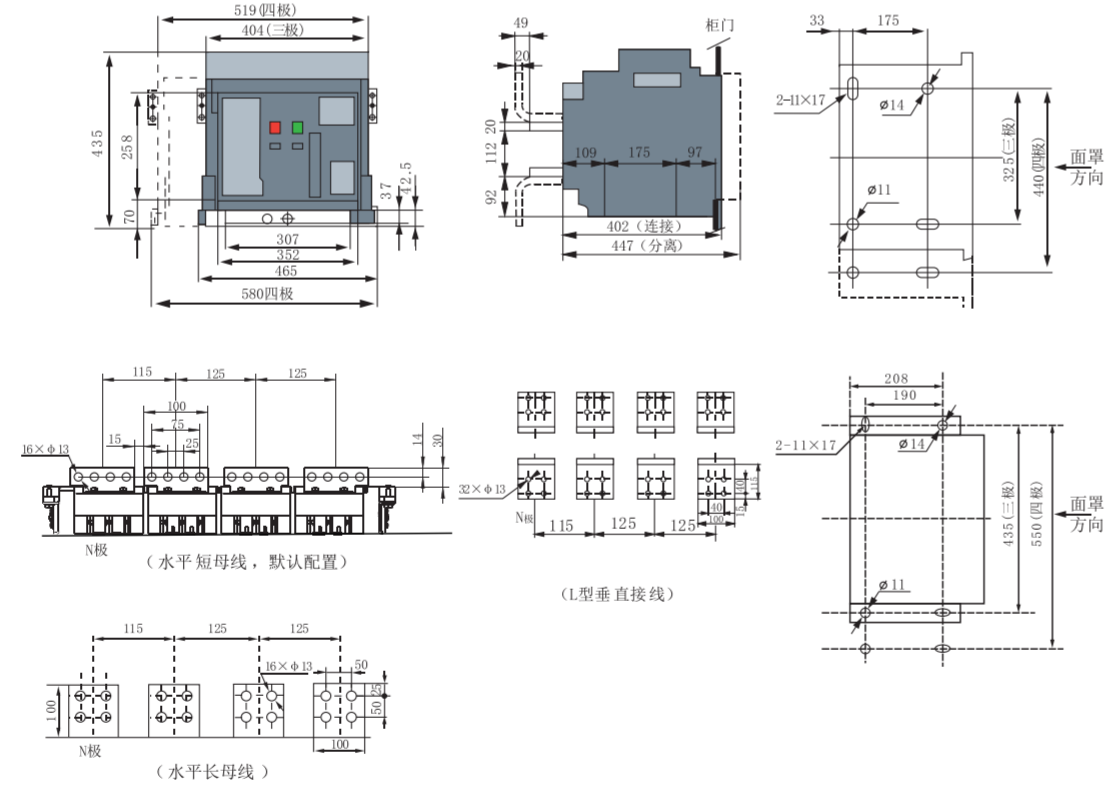 519(四极)
404(三极)
435
258
70
37
42.5
307
352
465
580四极
49
20
柜门
20
112
92
109
175
97
402（连接）
447（分离）
33
175
2-11×17
φ14
φ11
325(三极)
440(四极)
面罩
方向
115
125
125
100
75
15
25
16×φ13
14
30
N极
（水平短母线，默认配置）
32×φ13
N极
115
125
125
40
100
15
100
115
（L型垂直接线）
208
190
2-11×17
φ14
φ11
435(三极)
550(四极)
面罩
方向
115
125
125
16×φ13
50
25
50
100
100
N极
（水平长母线）